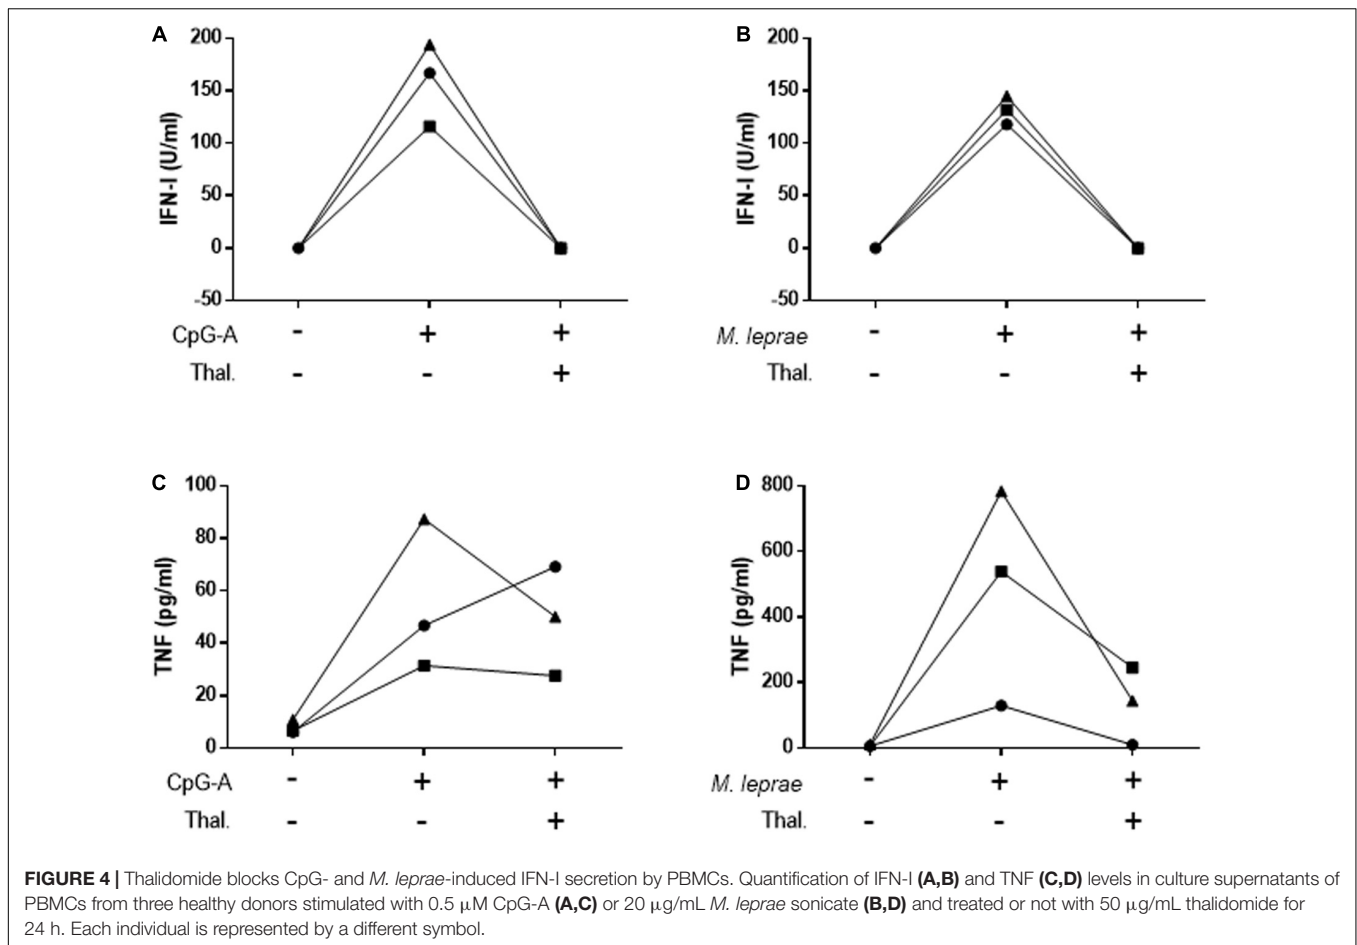 A
200
150
100
50
0
-50
IFN-I (U/ml)
CpG-A - + +
Thal. - - +
B
200
150
100
50
0
-50
IFN-I (U/ml)
M. leprae - + +
Thal. - - +
C
100
80
60
40
20
0
TNF (pg/ml)
CpG-A - + +
Thal. - - +
D
800
600
400
200
0
TNF (pg/ml)
M. leprae - + +
Thal. - - +
FIGURE 4 | Thalidomide blocks CpG- and M. leprae-induced IFN-I secretion by PBMCs. Quantification of IFN-I (A,B) and TNF (C,D) levels in culture supernatants of
PBMCs from three healthy donors stimulated with 0.5 μM CpG-A (A,C) or 20 μg/mL M. leprae sonicate (B,D) and treated or not with 50 μg/mL thalidomide for
24 h. Each individual is represented by a different symbol.